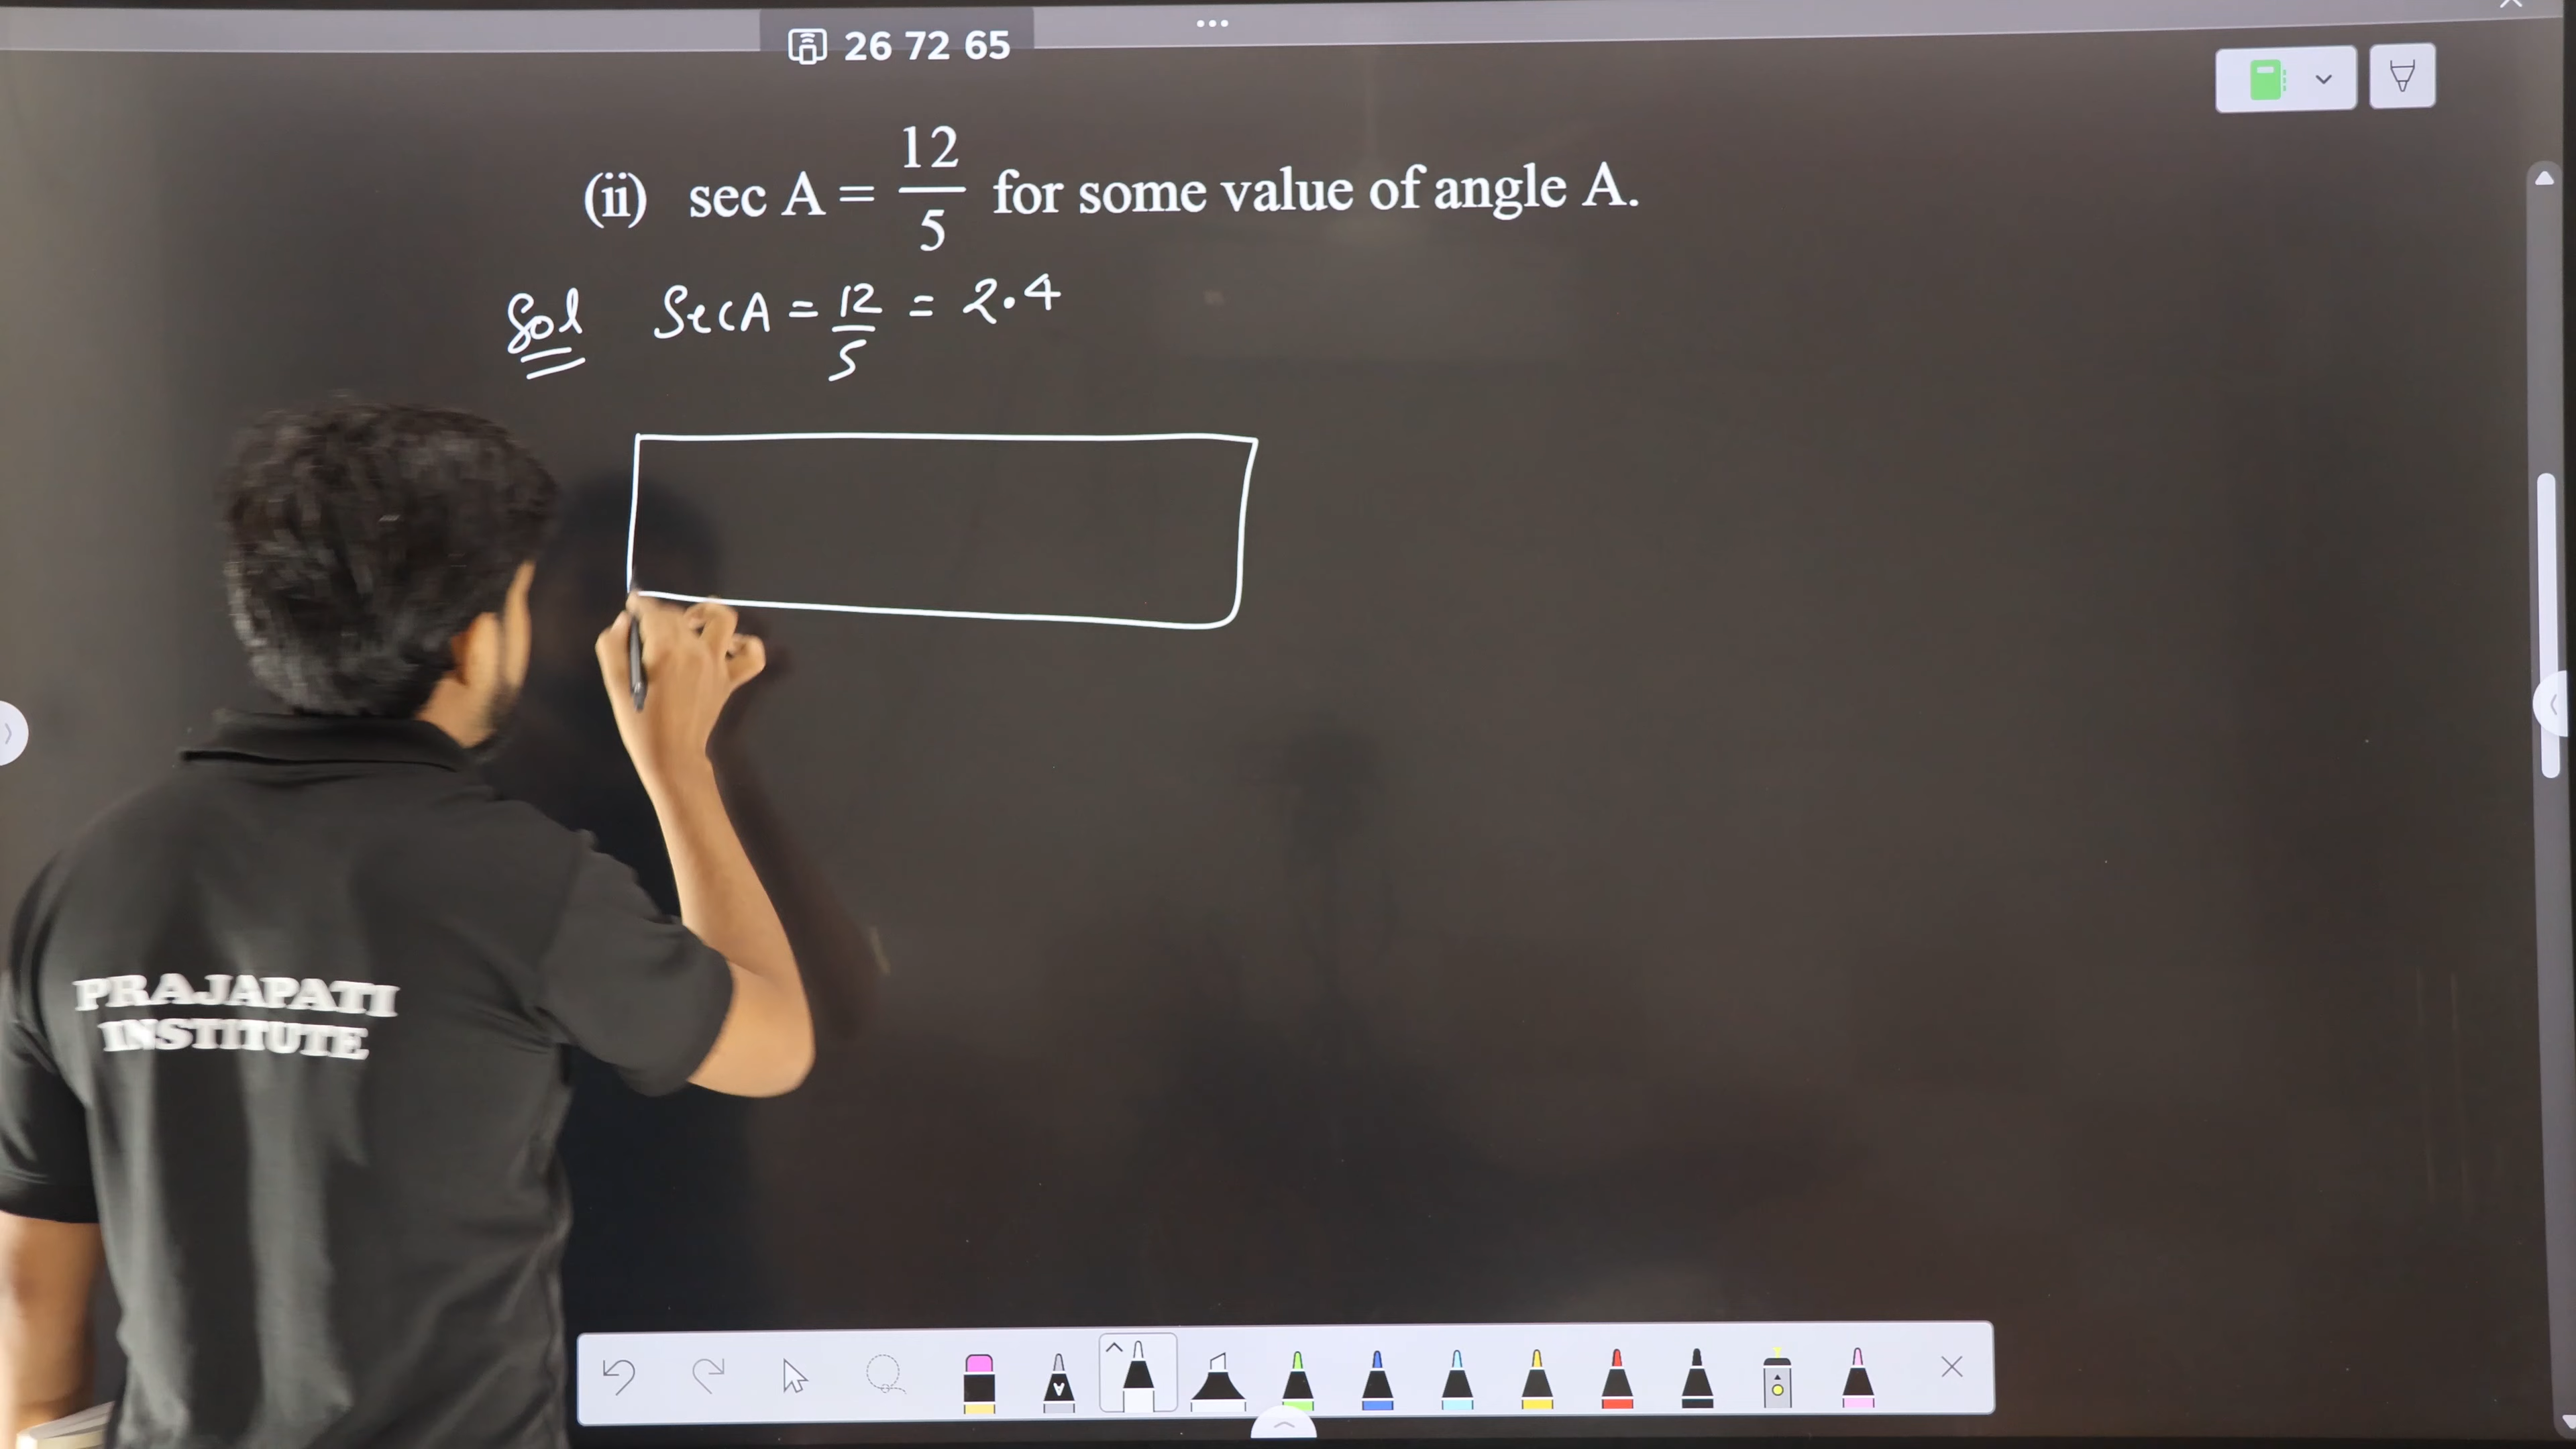 26 72 65
(ii) sec A = 12/5 for some value of angle A.
Sol Sec A = 12/5 = 2.4
PRAJAPATI
INSTITUTE